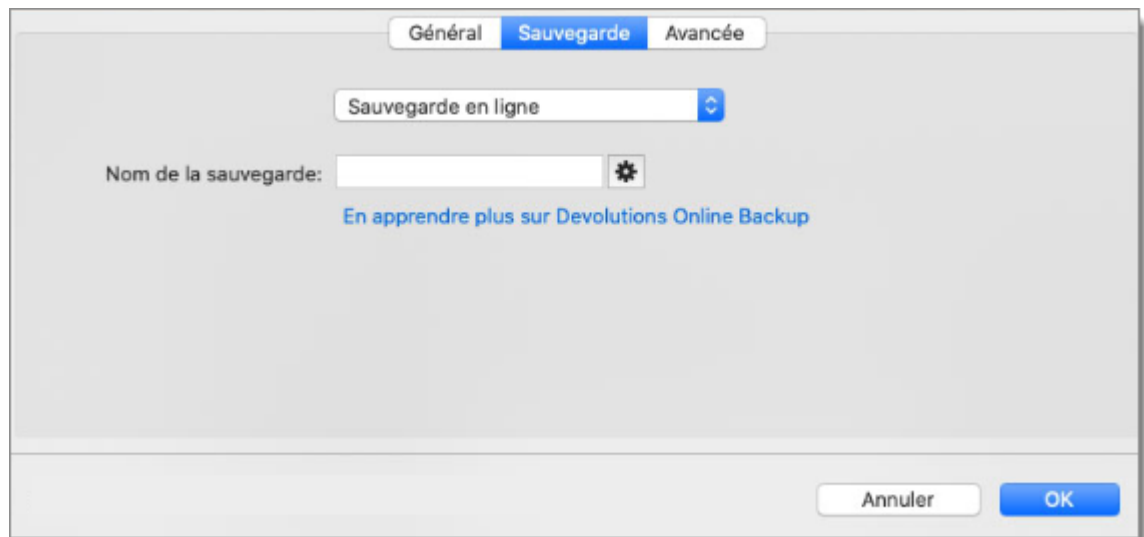 Général Sauvegarde Avancée
Sauvegarde en ligne
Nom de la sauvegarde:
En apprendre plus sur Devolutions Online Backup
Annuler OK